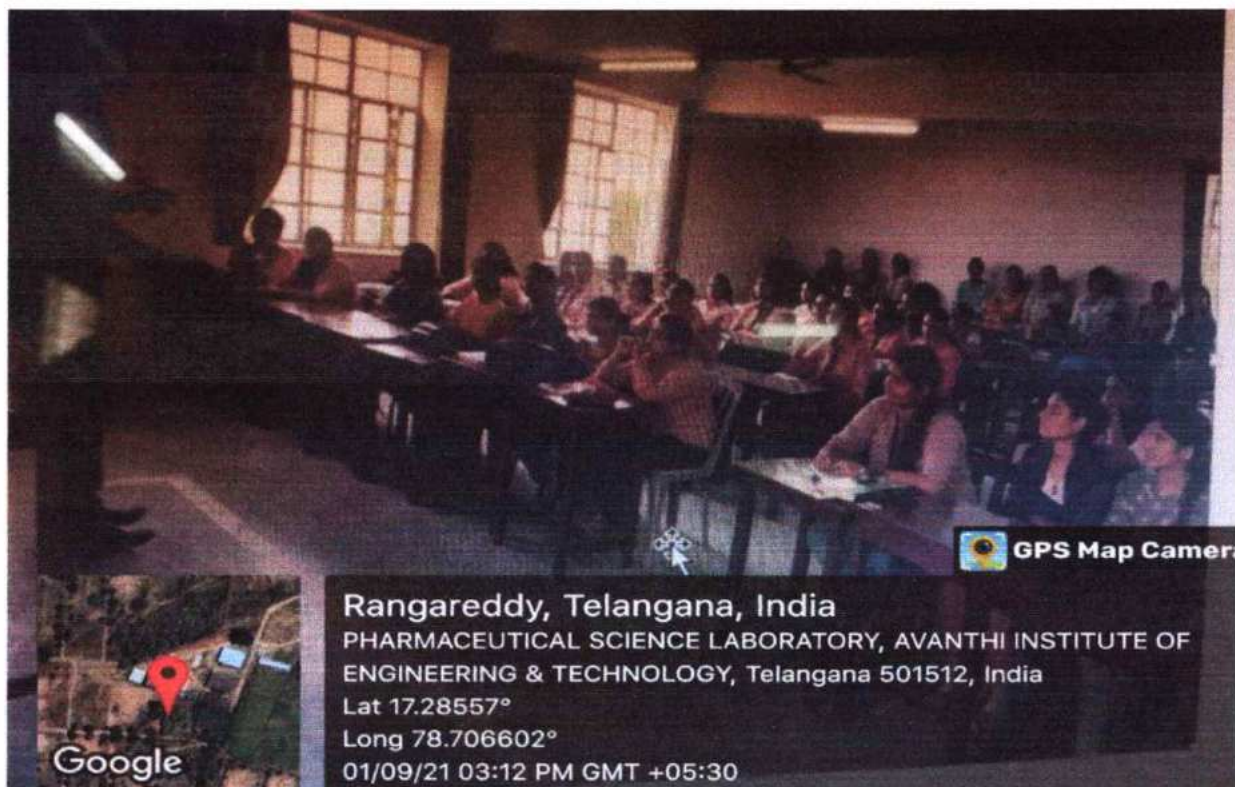 GPS Map Camera
Rangareddy, Telangana, India
PHARMACEUTICAL SCIENCE LABORATORY, AVANTHI INSTITUTE OF
ENGINEERING & TECHNOLOGY, Telangana 501512, India
Lat 17.28557°
Long 78.706602°
01/09/21 03:12 PM GMT +05:30
Google